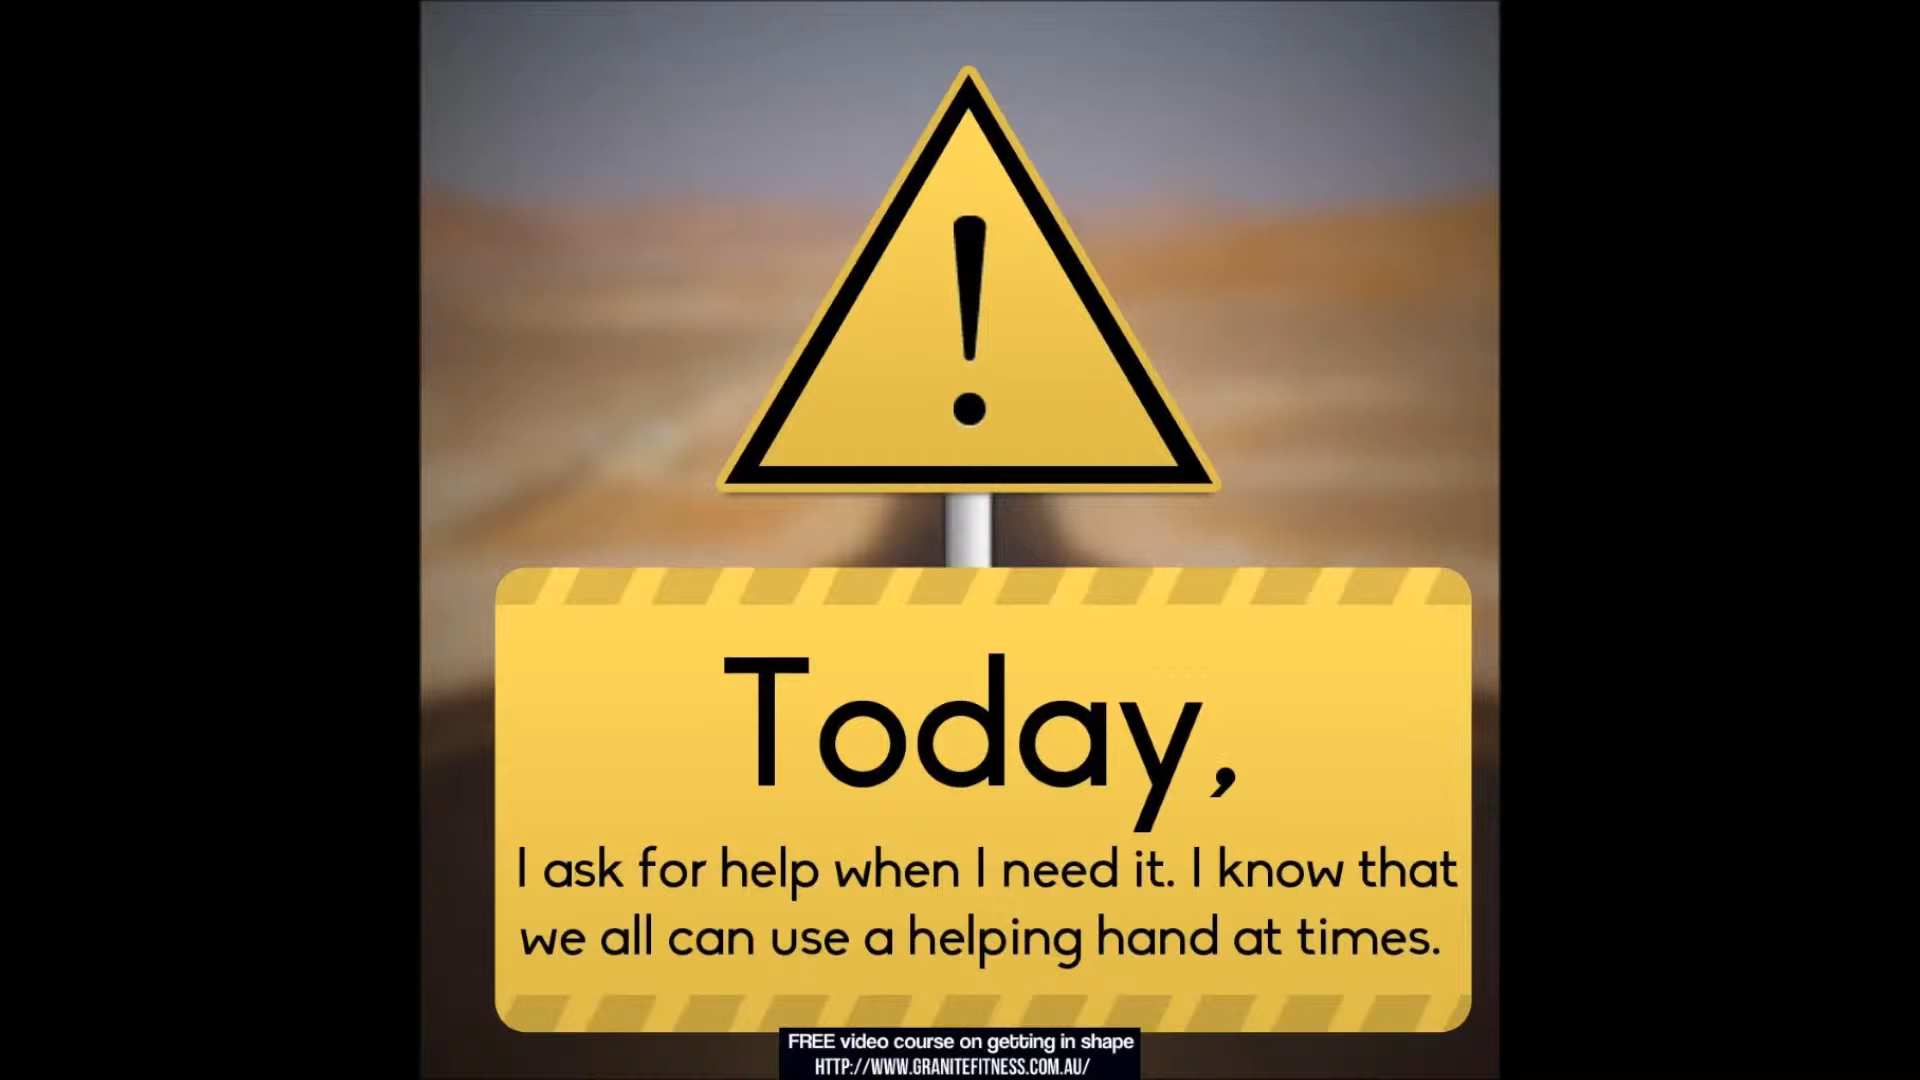 !
Today,
I ask for help when I need it. I know that
we all can use a helping hand at times.
FREE video course on getting in shape
HTTP://WWW.GRANITEFITNESS.COM.AU/